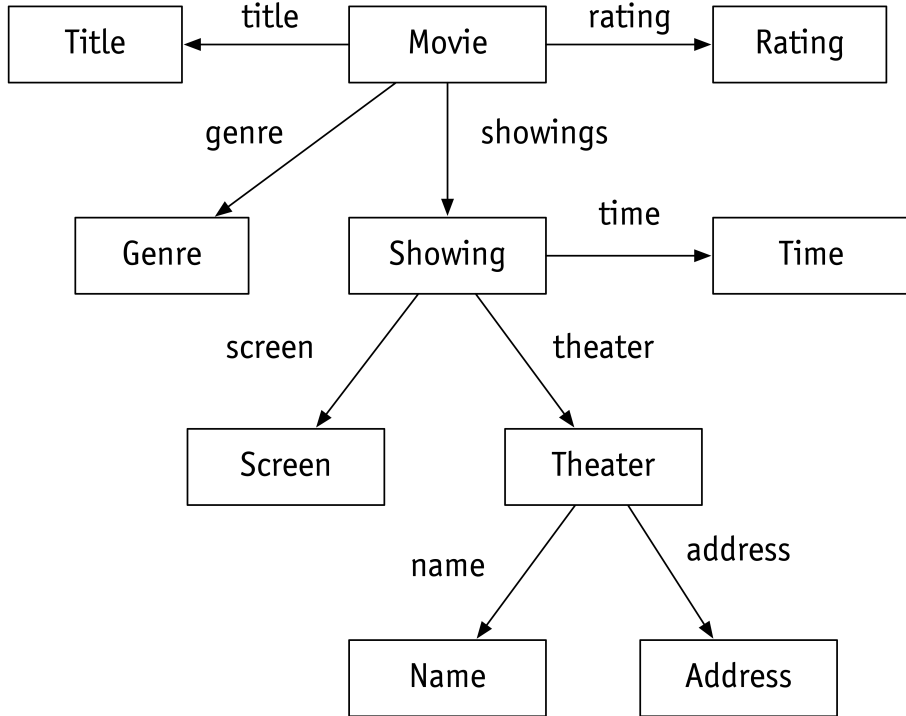 title
rating
Title
Movie
Rating
genre
showings
time
Genre
Showing
Time
screen
theater
Screen
Theater
name
address
Name
Address